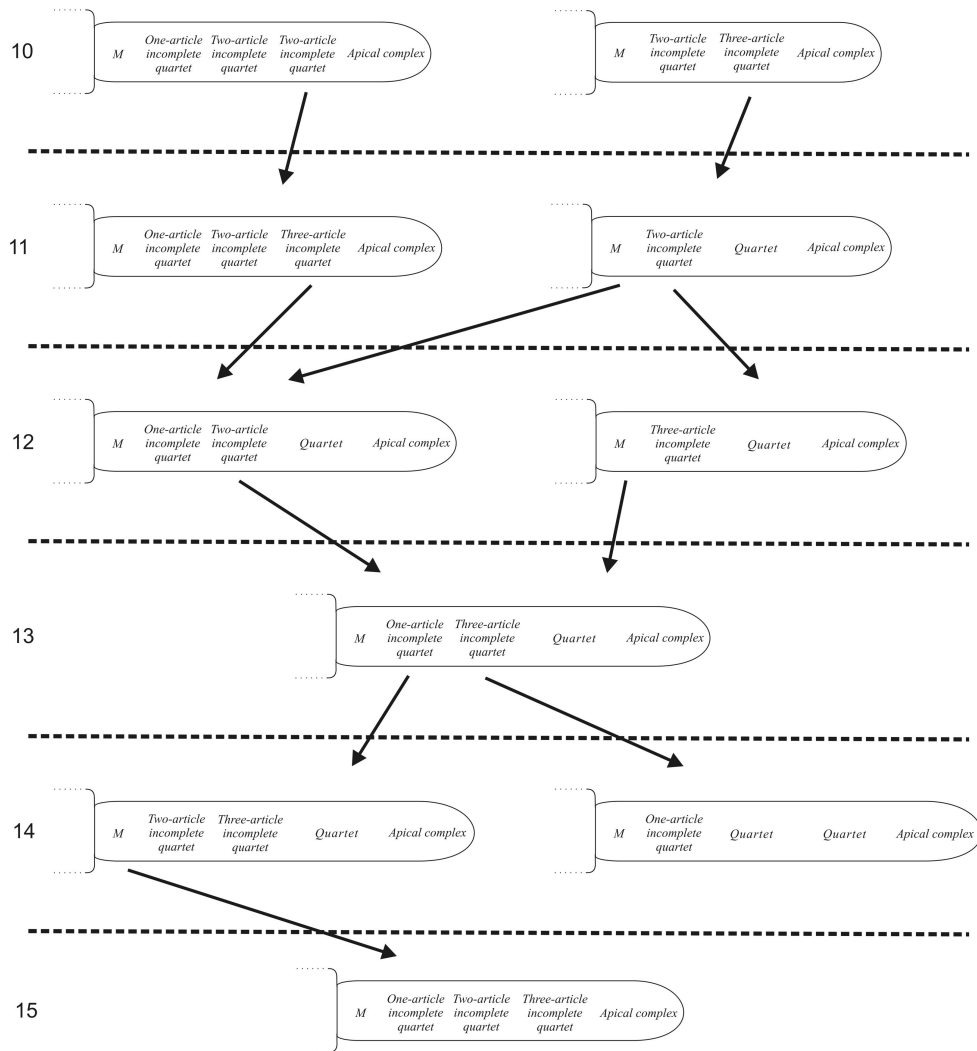 10
M
One-article
incomplete
quartet
Two-article
incomplete
quartet
Two-article
incomplete
quartet
Apical complex
M
Two-article
incomplete
quartet
Three-article
incomplete
quartet
Apical complex
11
M
One-article
incomplete
quartet
Two-article
incomplete
quartet
Three-article
incomplete
quartet
Apical complex
M
Two-article
incomplete
quartet
Quartet
Apical complex
12
M
One-article
incomplete
quartet
Two-article
incomplete
quartet
Quartet
Apical complex
M
Three-article
incomplete
quartet
Quartet
Apical complex
13
M
One-article
incomplete
quartet
Three-article
incomplete
quartet
Quartet
Apical complex
14
M
Two-article
incomplete
quartet
Three-article
incomplete
quartet
Quartet
Apical complex
M
One-article
incomplete
quartet
Quartet
Quartet
Apical complex
15
M
One-article
incomplete
quartet
Two-article
incomplete
quartet
Three-article
incomplete
quartet
Apical complex